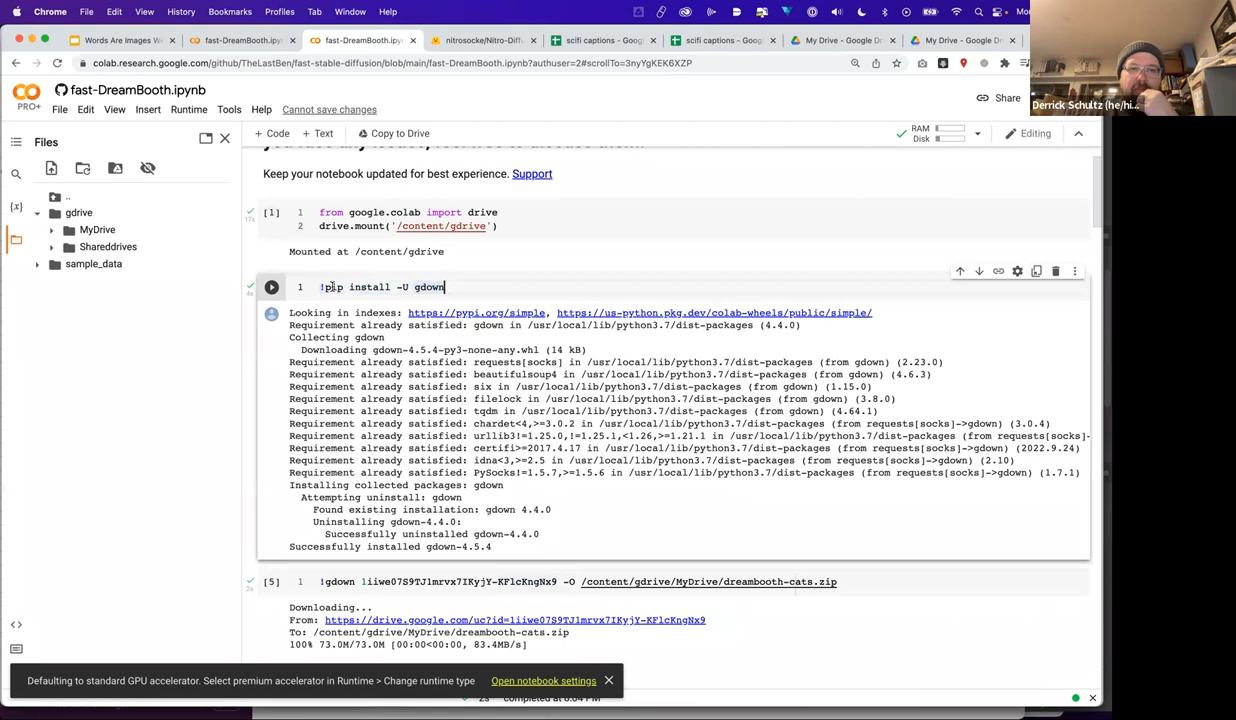 Chrome File Edit View History Bookmarks Profiles Tab Window Help
Words Are Images W
fast-DreamBooth.ipynb
fast-DreamBooth.ipynb
nitrosocke/Nitro-Diff
scifi captions - Goog
scifi captions - Googl
My Drive - Google D
My Drive - Google D
colab.research.google.com/github/TheLastBen/fast-stable-diffusion/blob/main/fast-DreamBooth.ipynb?authuser=2#scrollTo=3nyYgKEK6XZP
Derrick Schultz (he/hi...
PRO+
fast-DreamBooth.ipynb
File Edit View Insert Runtime Tools Help Cannot save changes
Share
Files
+ Code + Text Copy to Drive
RAM
Disk
Editing
Keep your notebook updated for best experience. Support
..
gdrive
MyDrive
Shareddrives
sample_data
[1] 1 from google.colab import drive
17s
2 drive.mount('/content/gdrive')
Mounted at /content/gdrive
1 !pip install -U gdown
4s
Looking in indexes: https://pypi.org/simple, https://us-python.pkg.dev/colab-wheels/public/simple/
Requirement already satisfied: gdown in /usr/local/lib/python3.7/dist-packages (4.4.0)
Collecting gdown
Downloading gdown-4.5.4-py3-none-any.whl (14 kB)
Requirement already satisfied: requests[socks] in /usr/local/lib/python3.7/dist-packages (from gdown) (2.23.0)
Requirement already satisfied: beautifulsoup4 in /usr/local/lib/python3.7/dist-packages (from gdown) (4.6.3)
Requirement already satisfied: six in /usr/local/lib/python3.7/dist-packages (from gdown) (1.15.0)
Requirement already satisfied: filelock in /usr/local/lib/python3.7/dist-packages (from gdown) (3.8.0)
Requirement already satisfied: tqdm in /usr/local/lib/python3.7/dist-packages (from gdown) (4.64.1)
Requirement already satisfied: chardet<4,>=3.0.2 in /usr/local/lib/python3.7/dist-packages (from requests[socks]->gdown) (3.0.4)
Requirement already satisfied: urllib3!=1.25.0,!=1.25.1,<1.26,>=1.21.1 in /usr/local/lib/python3.7/dist-packages (from requests[socks]-
Requirement already satisfied: certifi>=2017.4.17 in /usr/local/lib/python3.7/dist-packages (from requests[socks]->gdown) (2022.9.24)
Requirement already satisfied: idna<3,>=2.5 in /usr/local/lib/python3.7/dist-packages (from requests[socks]->gdown) (2.10)
Requirement already satisfied: PySocks!=1.5.7,>=1.5.6 in /usr/local/lib/python3.7/dist-packages (from requests[socks]->gdown) (1.7.1)
Installing collected packages: gdown
Attempting uninstall: gdown
Found existing installation: gdown 4.4.0
Uninstalling gdown-4.4.0:
Successfully uninstalled gdown-4.4.0
Successfully installed gdown-4.5.4
[5] 1 !gdown 1iiwe07S9TJ1mrvx7IKyjY-KFlcKngNx9 -O /content/gdrive/MyDrive/dreambooth-cats.zip
2s
Downloading...
From: https://drive.google.com/uc?id=1iiwe07S9TJ1mrvx7IKyjY-KFlcKngNx9
To: /content/gdrive/MyDrive/dreambooth-cats.zip
100% 73.0M/73.0M [00:00<00:00, 83.4MB/s]
Defaulting to standard GPU accelerator. Select premium accelerator in Runtime > Change runtime type Open notebook settings